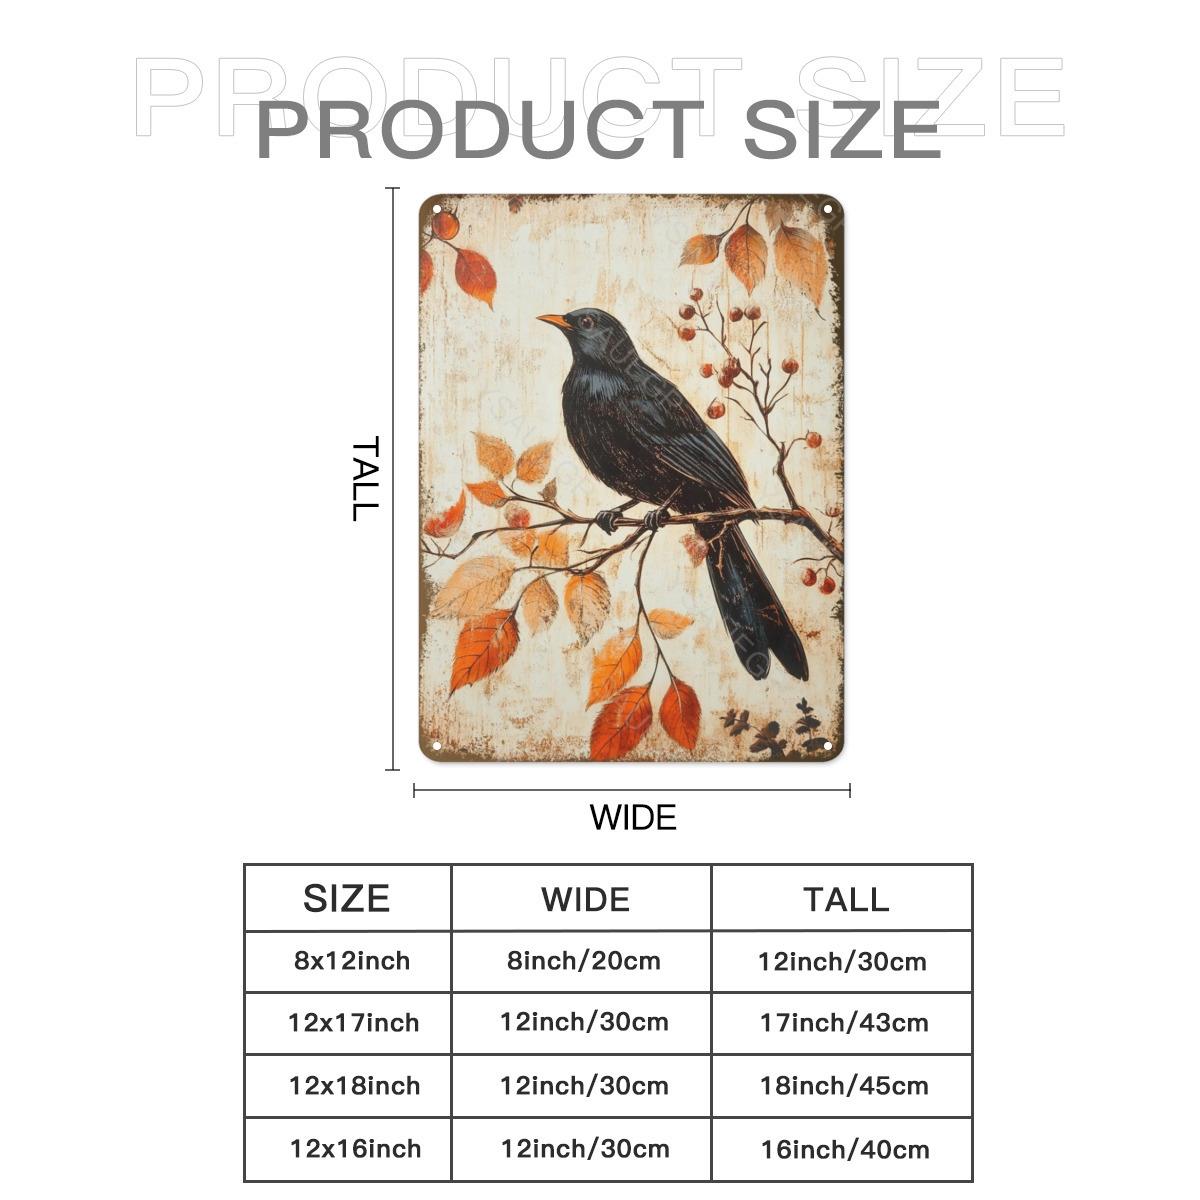 PRODUCT SIZE
PRODUCT SIZE
TALL
WIDE
SIZE WIDE TALL
8x12inch 8inch/20cm 12inch/30cm
12x17inch 12inch/30cm 17inch/43cm
12x18inch 12inch/30cm 18inch/45cm
12x16inch 12inch/30cm 16inch/40cm